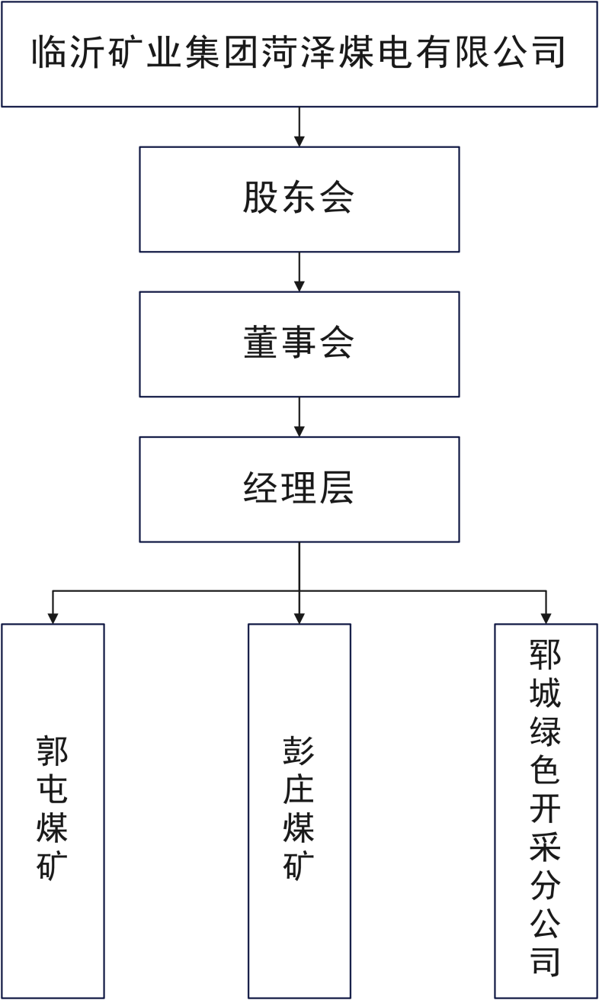 临沂矿业集团菏泽煤电有限公司
股东会
董事会
经理层
郭屯煤矿
彭庄煤矿
郓城绿色开采分公司